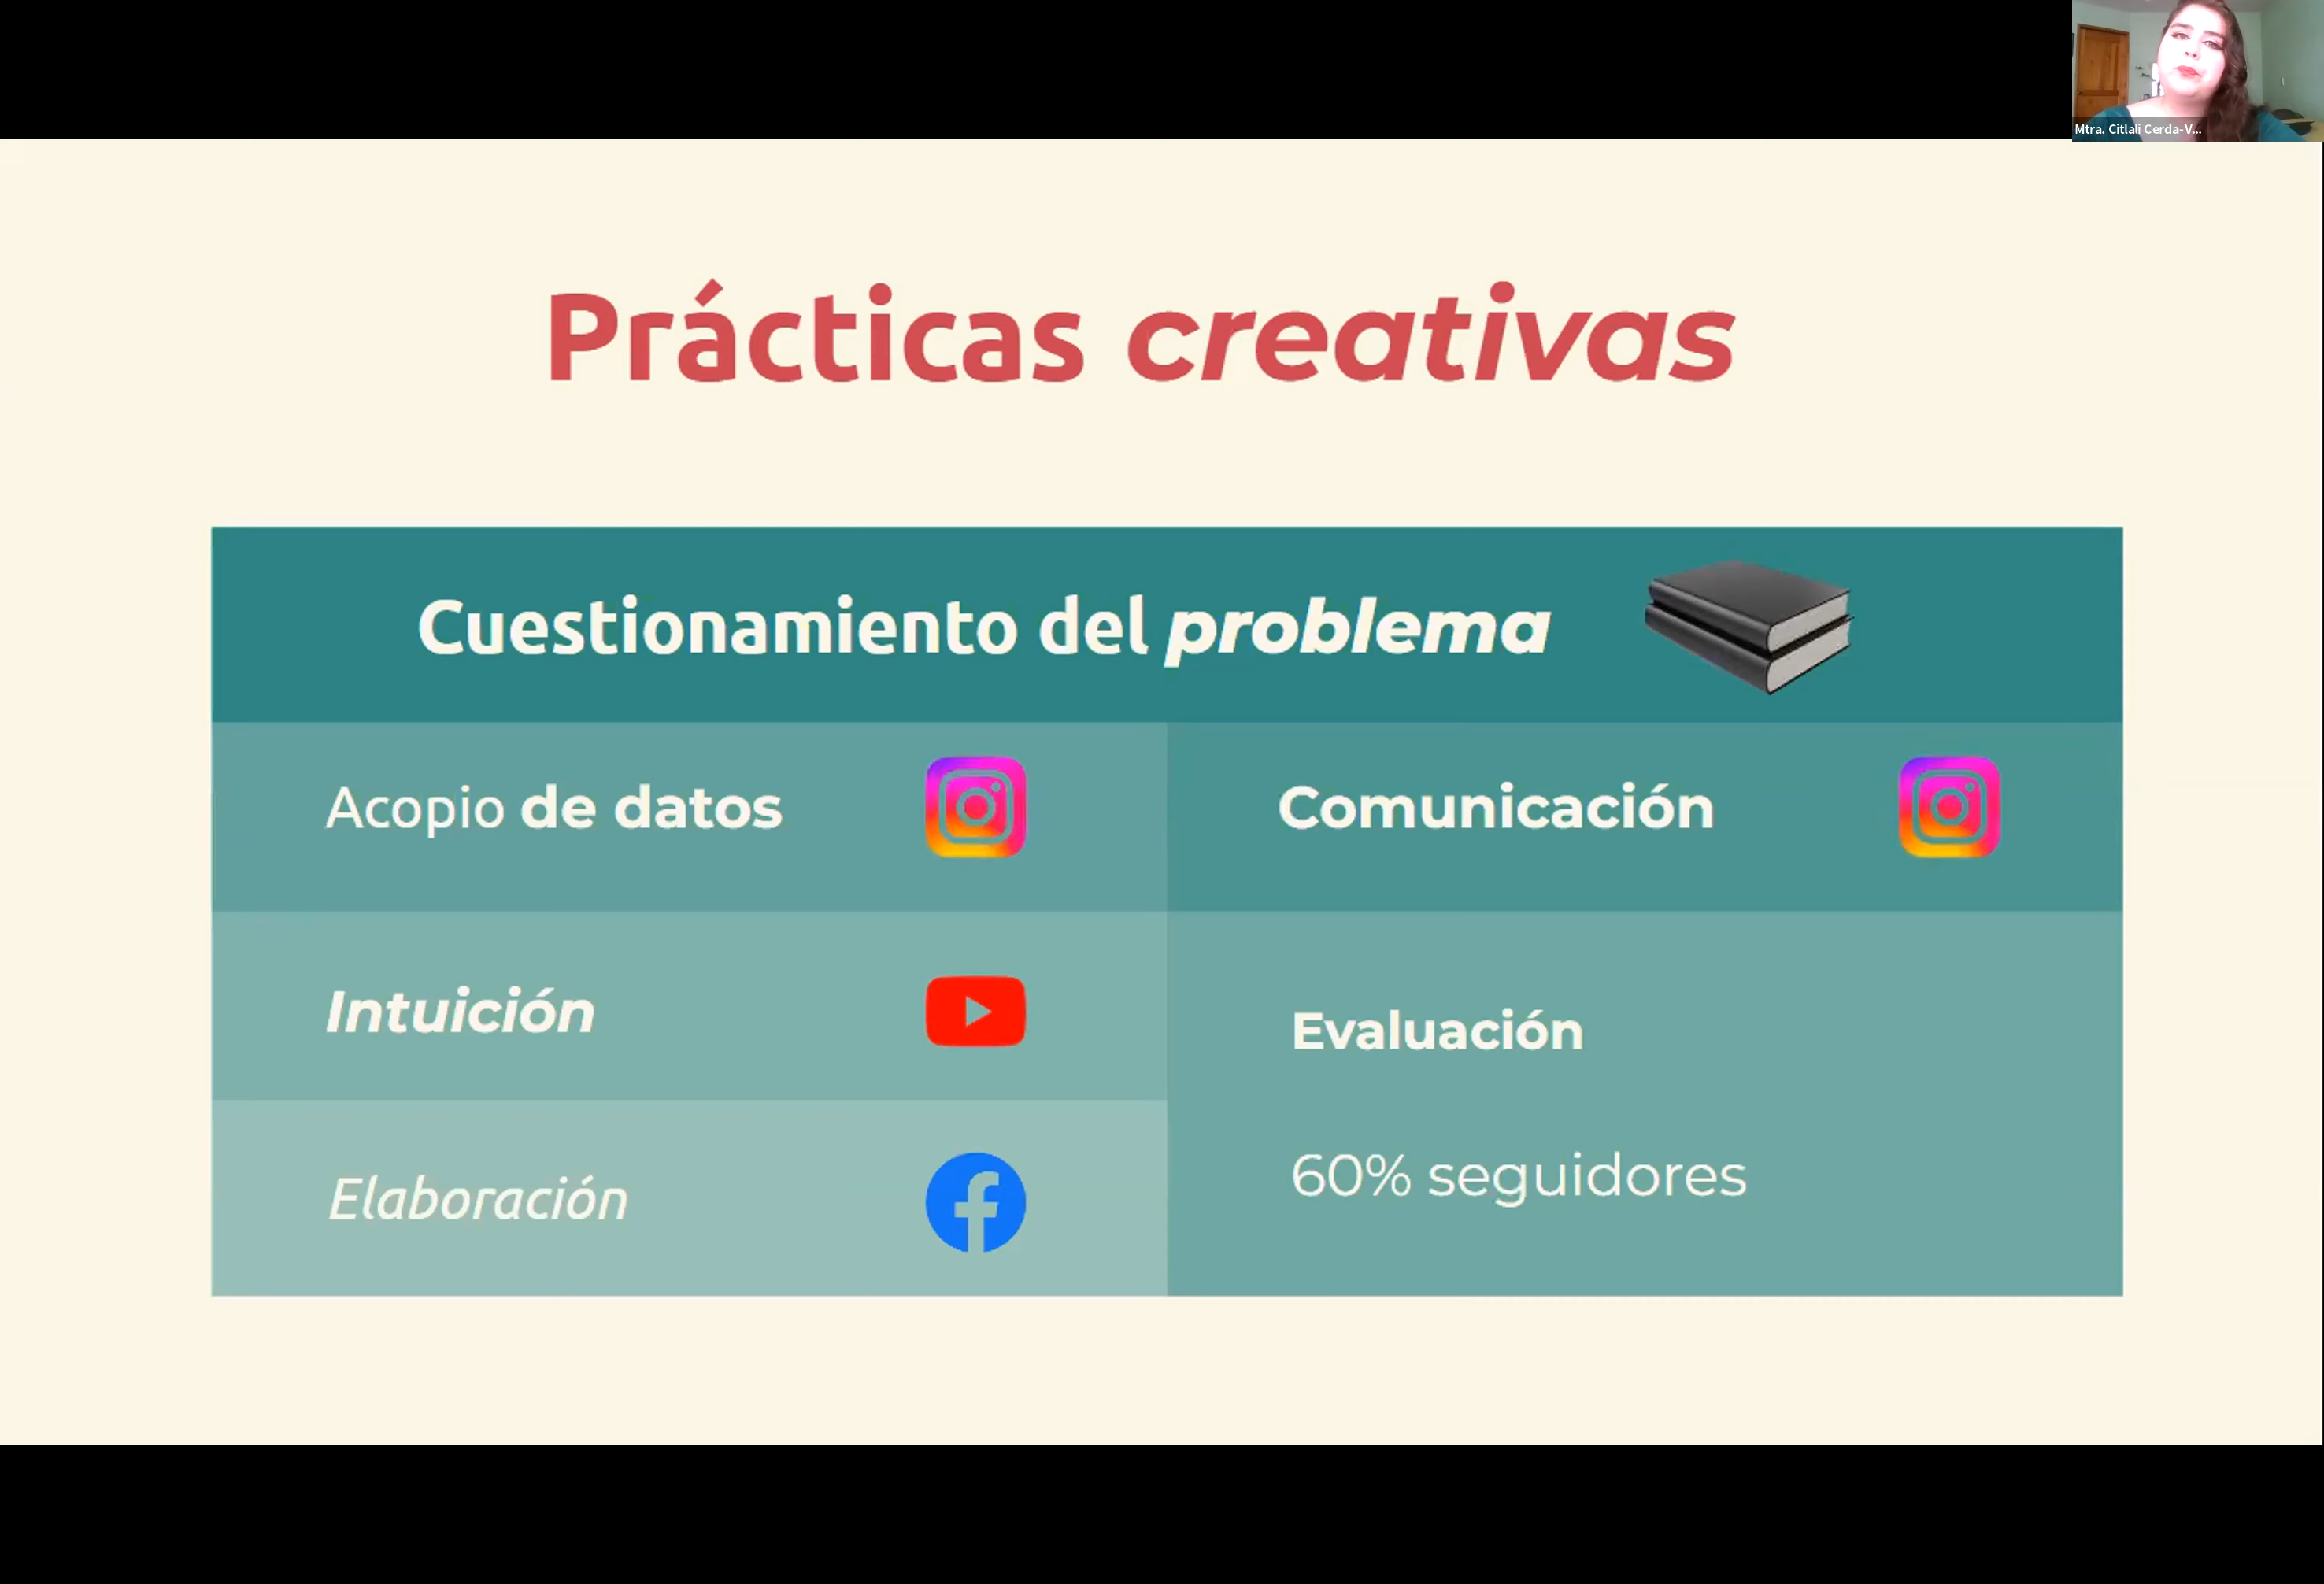 Mtra. Citlali Cerda-V...
Prácticas creativas
Cuestionamiento del problema
Acopio de datos
Comunicación
Intuición
Evaluación
Elaboración
60% seguidores